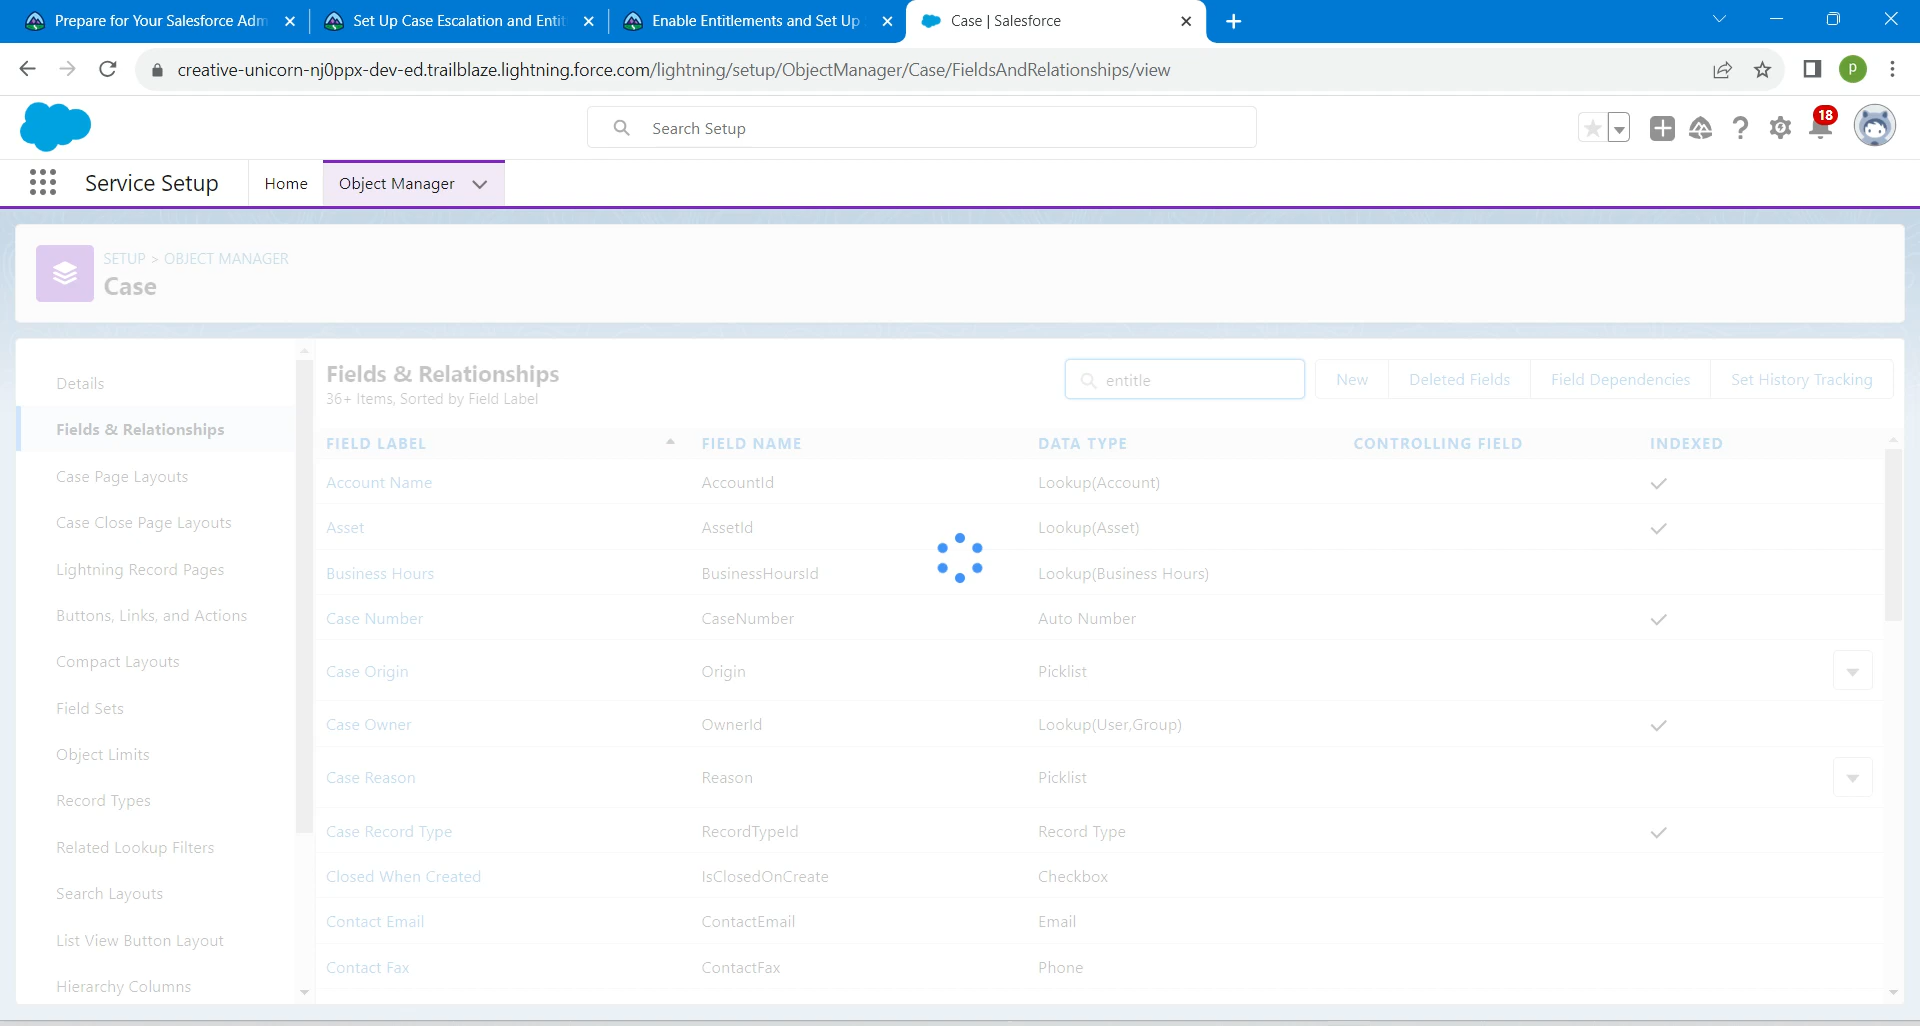 Prepare for Your Salesforce Adm
Set Up Case Escalation and Entit
Enable Entitlements and Set Up
Case | Salesforce
creative-unicorn-nj0ppx-dev-ed.trailblaze.lightning.force.com/lightning/setup/ObjectManager/Case/FieldsAndRelationships/view
P
Search Setup
18
Service Setup
Home
Object Manager
SETUP > OBJECT MANAGER
Case
Details
Fields & Relationships
Case Page Layouts
Case Close Page Layouts
Lightning Record Pages
Buttons, Links, and Actions
Compact Layouts
Field Sets
Object Limits
Record Types
Related Lookup Filters
Search Layouts
List View Button Layout
Hierarchy Columns
Fields & Relationships
36+ Items, Sorted by Field Label
entitle
New
Deleted Fields
Field Dependencies
Set History Tracking
FIELD LABEL FIELD NAME DATA TYPE CONTROLLING FIELD INDEXED
Account Name AccountId Lookup(Account)
Asset AssetId Lookup(Asset)
Business Hours BusinessHoursId Lookup(Business Hours)
Case Number CaseNumber Auto Number
Case Origin Origin Picklist
Case Owner OwnerId Lookup(User,Group)
Case Reason Reason Picklist
Case Record Type RecordTypeId Record Type
Closed When Created IsClosedOnCreate Checkbox
Contact Email ContactEmail Email
Contact Fax ContactFax Phone